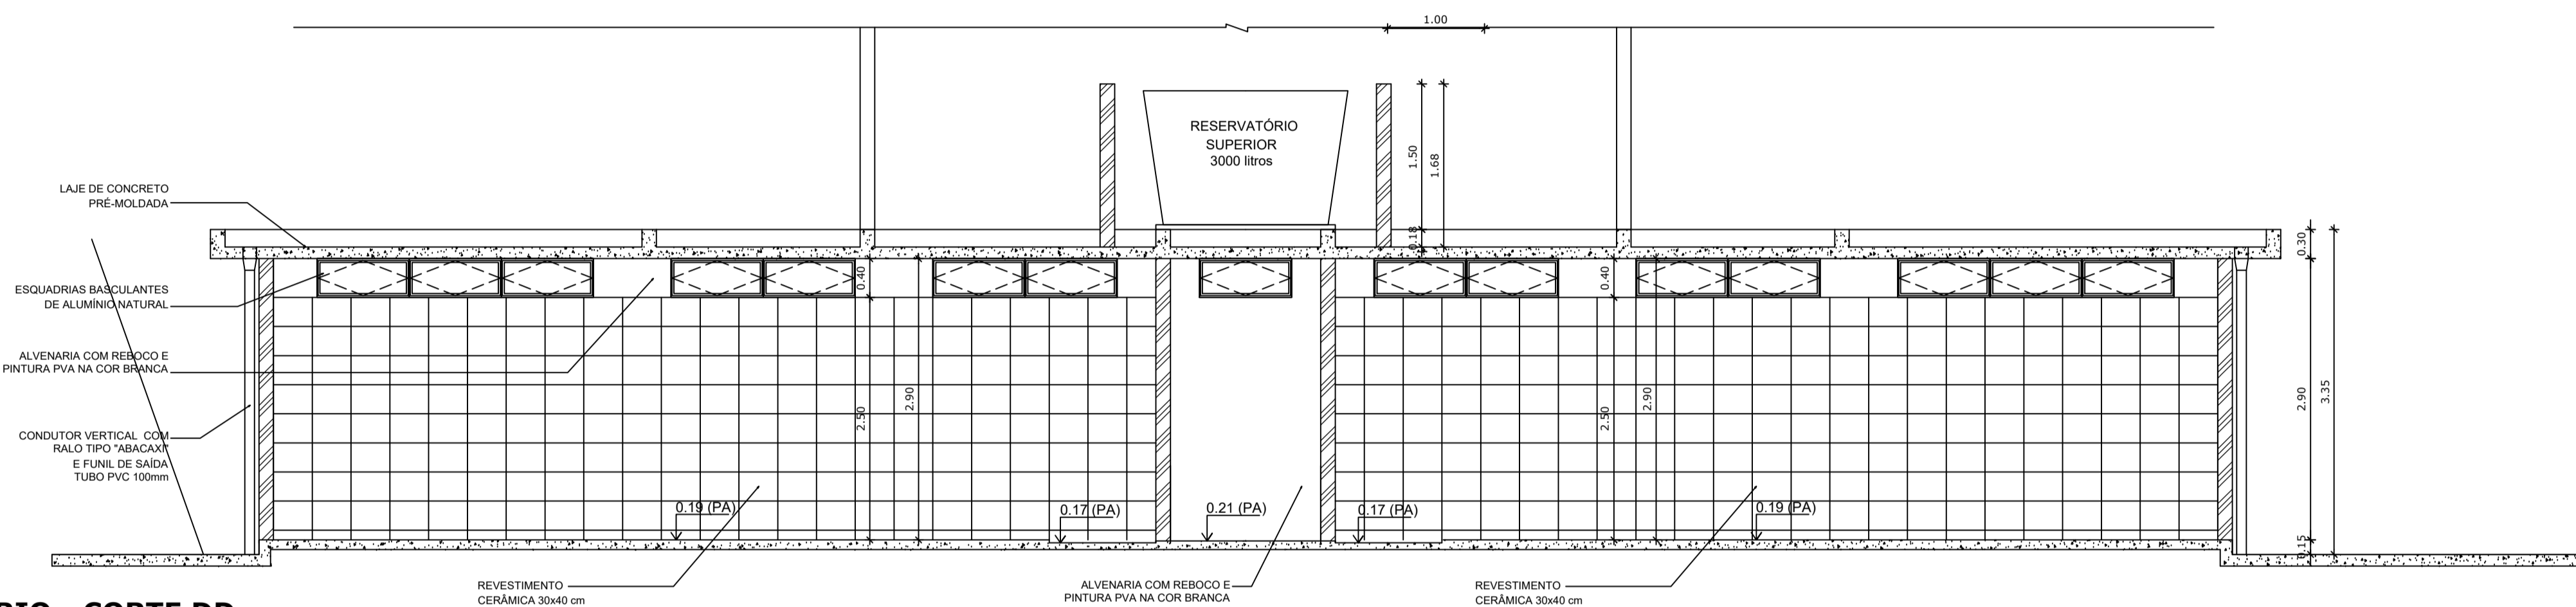 1.00
RESERVATÓRIO
SUPERIOR
3000 litros
1.50
1.68
0.18
LAJE DE CONCRETO
PRÉ-MOLDADA
ESQUADRIAS BASCULANTES
DE ALUMÍNIO NATURAL
ALVENARIA COM REBOCO E
PINTURA PVA NA COR BRANCA
CONDUTOR VERTICAL COM
RALO TIPO "ABACAXI"
E FUNIL DE SAÍDA
TUBO PVC 100mm
0.40
2.50
2.90
0.40
2.50
2.90
0.30
2.90
3.35
0.15
0.19 (PA)
0.17 (PA)
0.21 (PA)
0.17 (PA)
0.19 (PA)
REVESTIMENTO
CERÂMICA 30x40 cm
ALVENARIA COM REBOCO E
PINTURA PVA NA COR BRANCA
REVESTIMENTO
CERÂMICA 30x40 cm